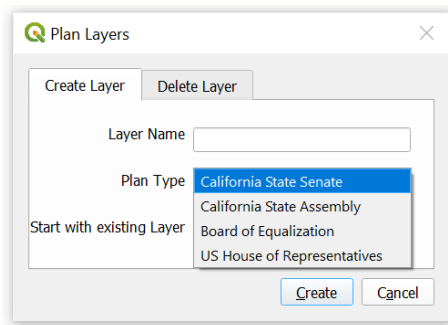 Plan Layers
Create Layer
Delete Layer
Layer Name
Plan Type
California State Senate
California State Assembly
Start with existing Layer
Board of Equalization
US House of Representatives
Create
Cancel